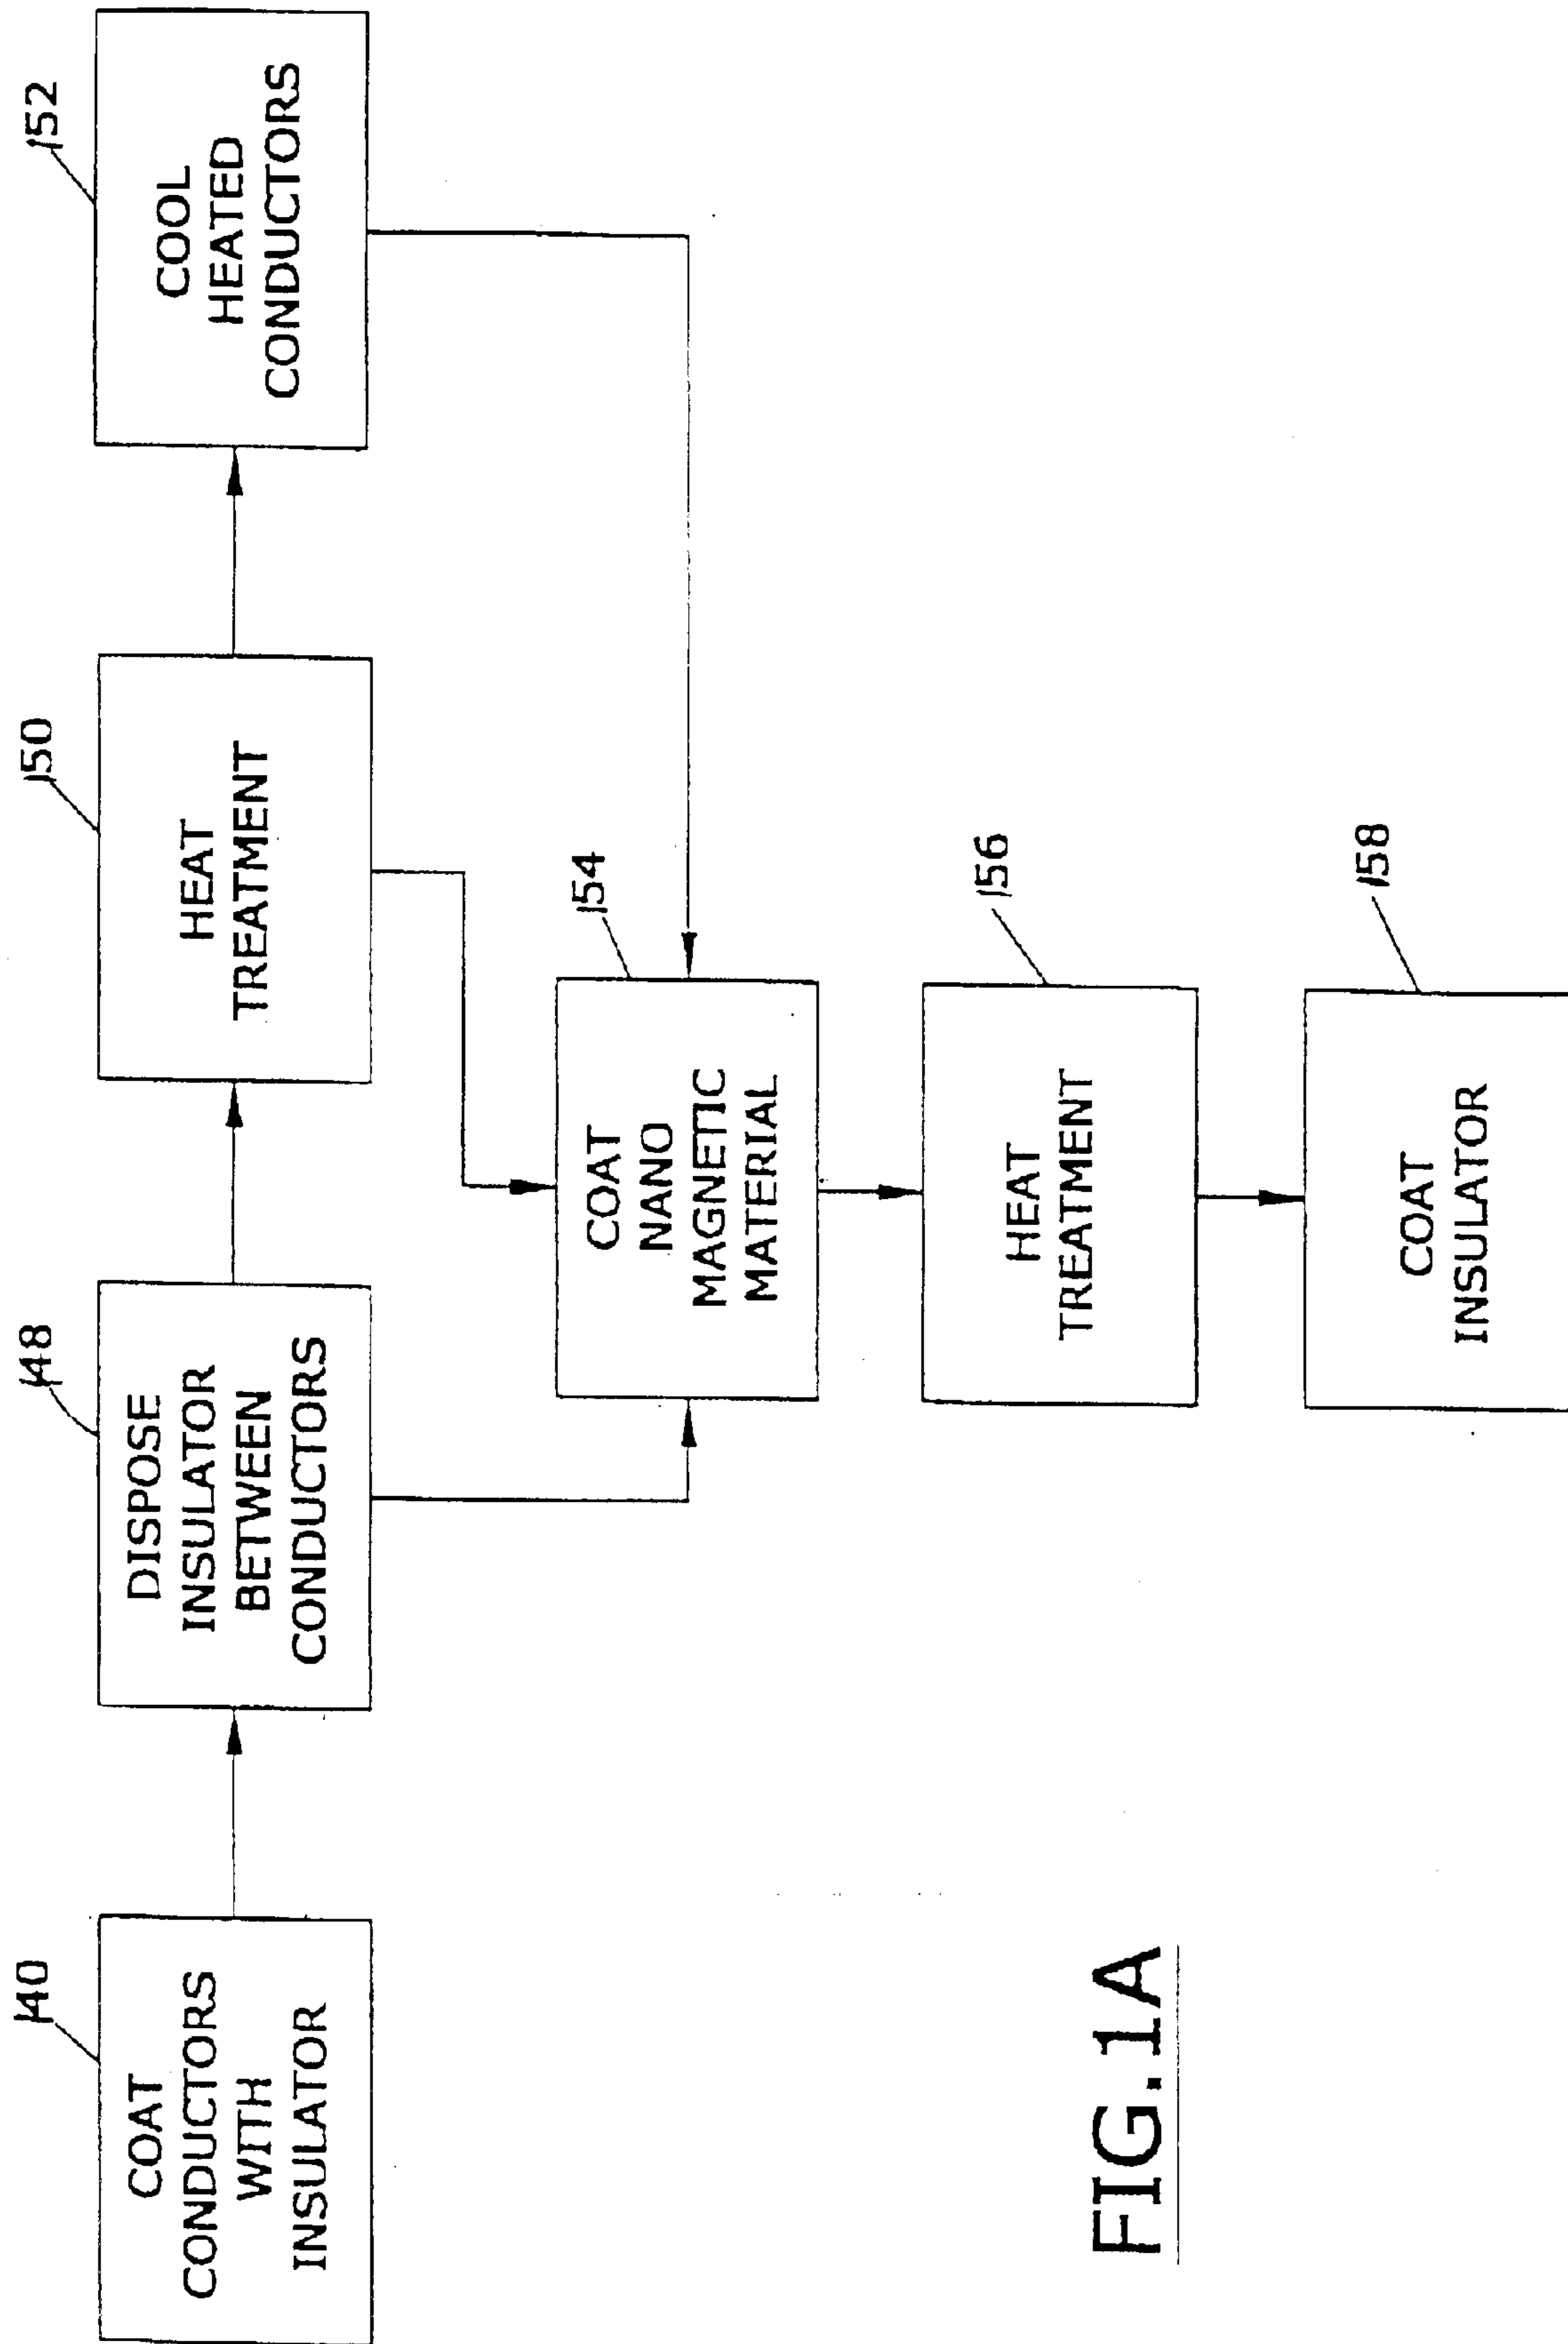 140
COAT
CONDUCTORS
WITH
INSULATOR
148
DISPOSE
INSULATOR
BETWEEN
CONDUCTORS
150
HEAT
TREATMENT
152
COOL
HEATED
CONDUCTORS
154
COAT
NANO
MAGNETIC
MATERIAL
156
HEAT
TREATMENT
158
COAT
INSULATOR
FIG.1A